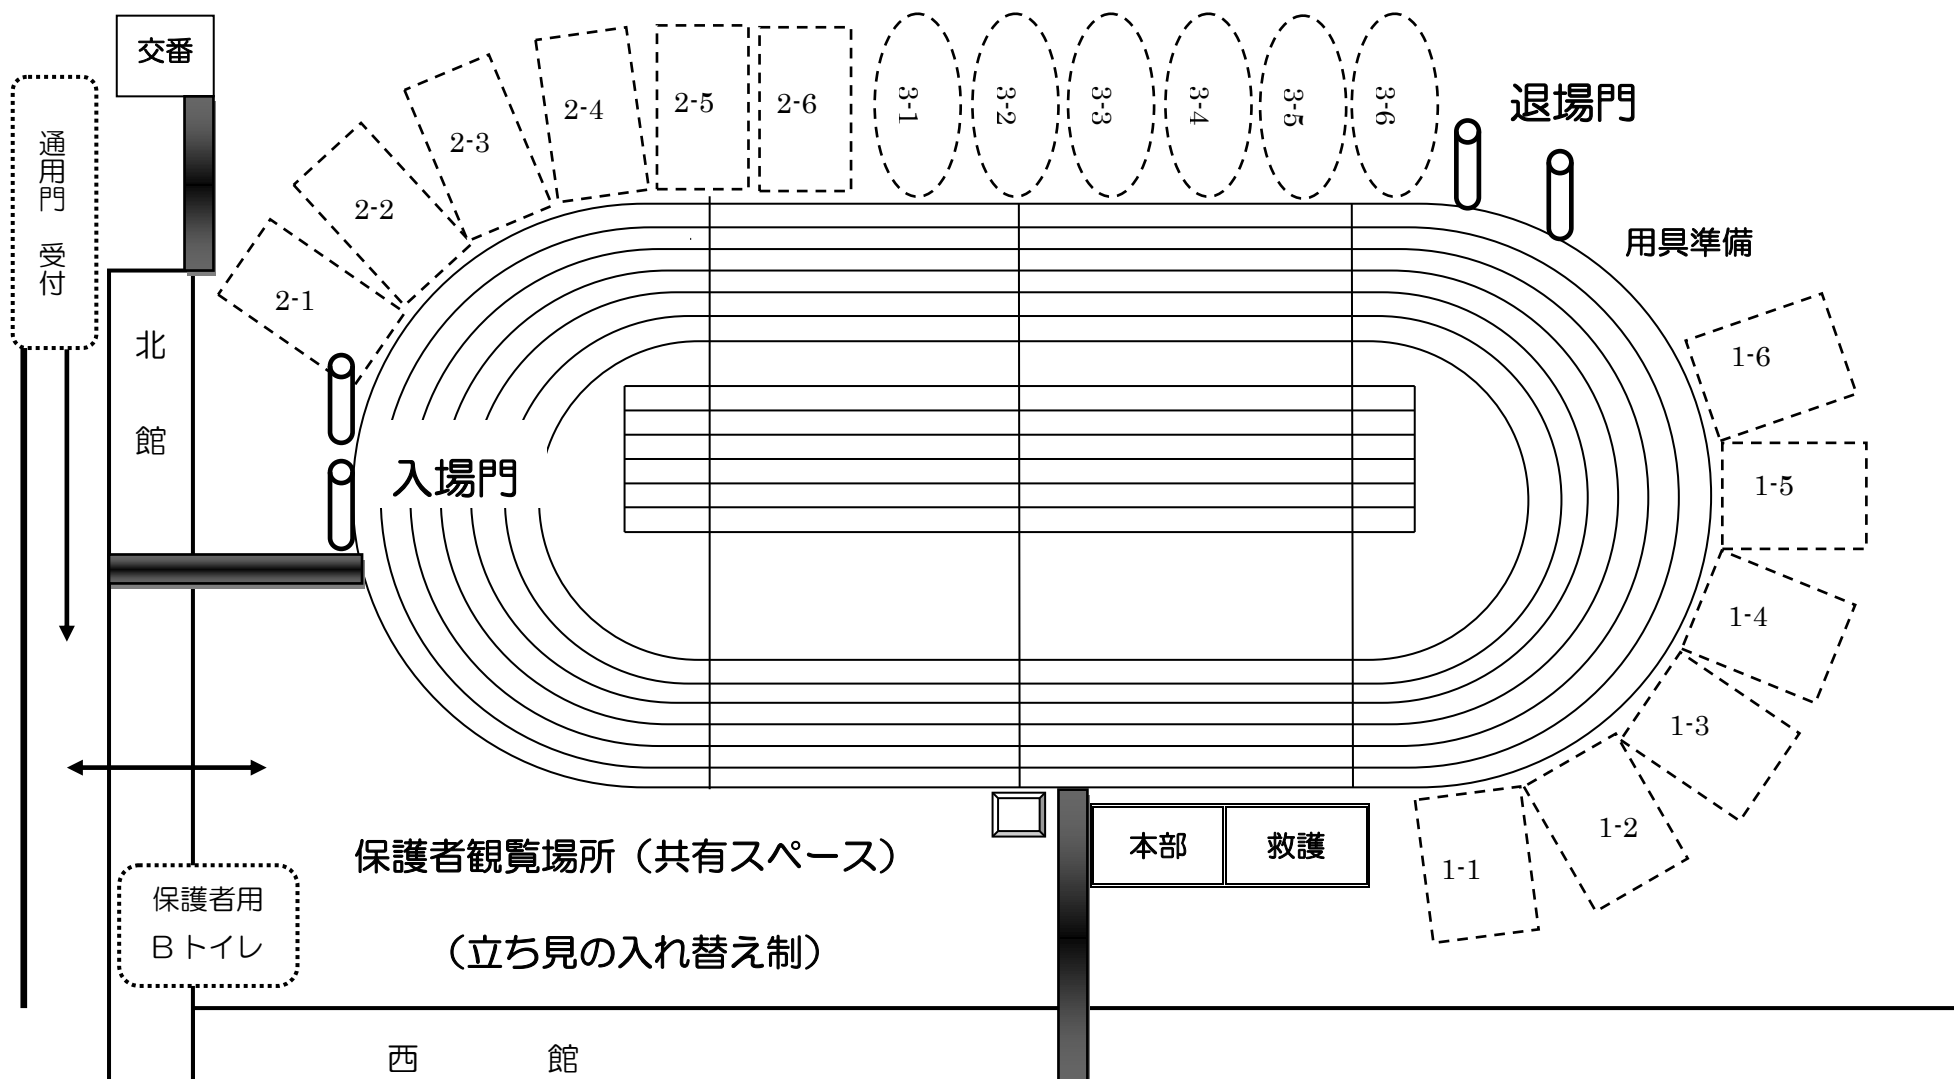 交番
通用門　受付
2-1
2-2
2-3
2-4
2-5
2-6
3-1
3-2
3-3
3-4
3-5
3-6
退場門
用具準備
北
館
入場門
1-6
1-5
1-4
1-3
1-2
1-1
本部
救護
保護者観覧場所（共有スペース）
（立ち見の入れ替え制）
保護者用
Ｂトイレ
西　館